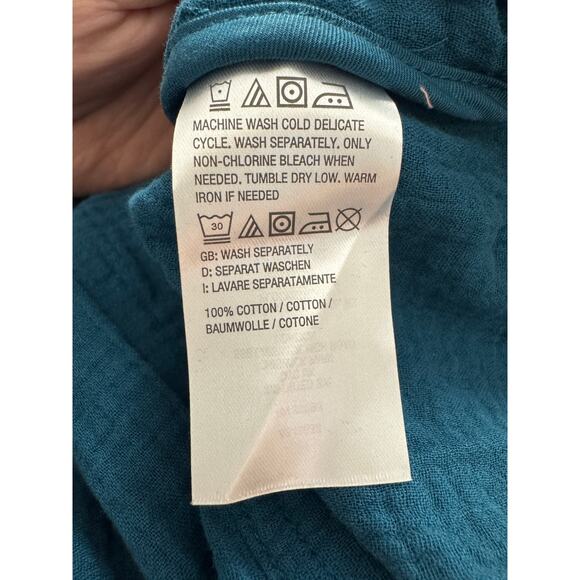 MACHINE WASH COLD DELICATE
CYCLE. WASH SEPARATELY. ONLY
NON-CHLORINE BLEACH WHEN
NEEDED. TUMBLE DRY LOW. WARM
IRON IF NEEDED
30
GB: WASH SEPARATELY
D: SEPARAT WASCHEN
I: LAVARE SEPARATAMENTE
100% COTTON / COTTON /
BAUMWOLLE / COTONE